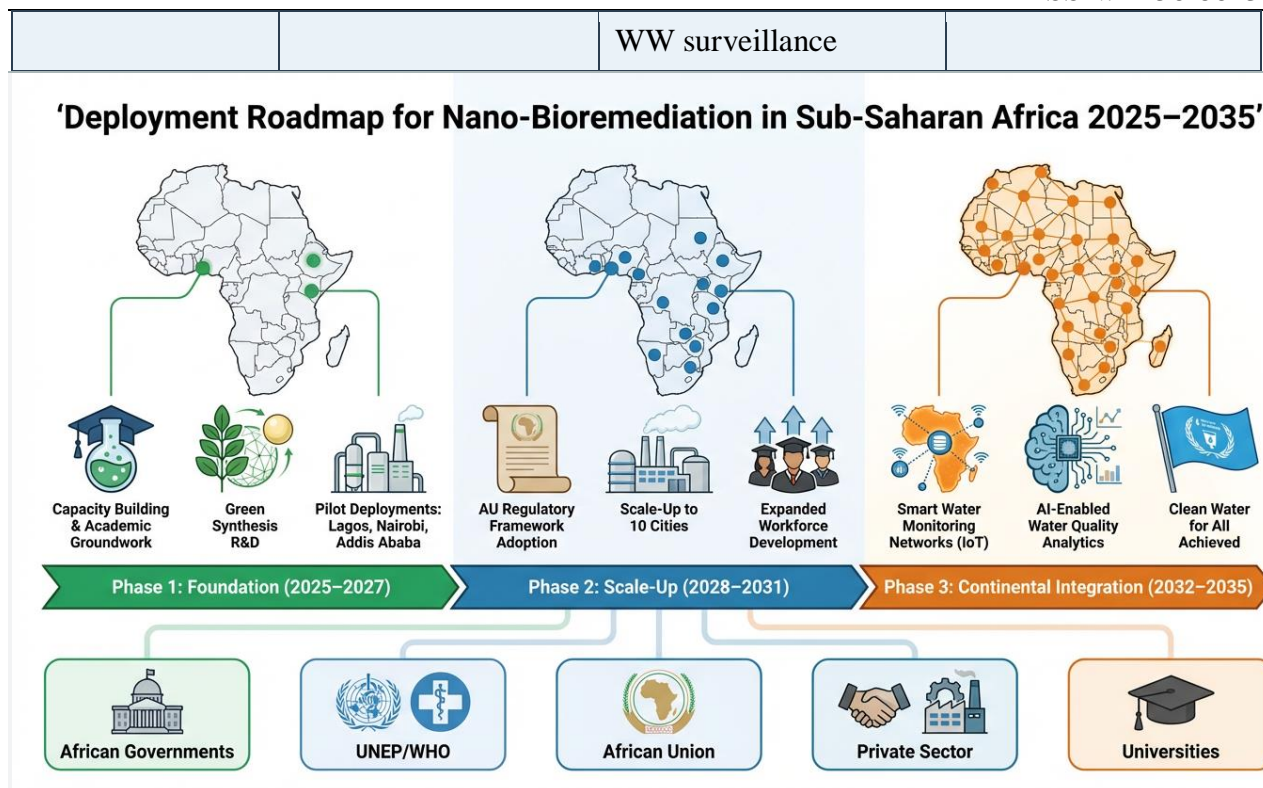 WW surveillance
‘Deployment Roadmap for Nano-Bioremediation in Sub-Saharan Africa 2025–2035’
Capacity Building
& Academic
Groundwork
Green
Synthesis
R&D
Pilot Deployments:
Lagos, Nairobi,
Addis Ababa
AU Regulatory
Framework
Adoption
Scale-Up to
10 Cities
Expanded
Workforce
Development
Smart Water
Monitoring
Networks (IoT)
AI-Enabled
Water Quality
Analytics
Clean Water
for All
Achieved
Phase 1: Foundation (2025–2027)
Phase 2: Scale-Up (2028–2031)
Phase 3: Continental Integration (2032–2035)
African Governments
UNEP/WHO
African Union
Private Sector
Universities